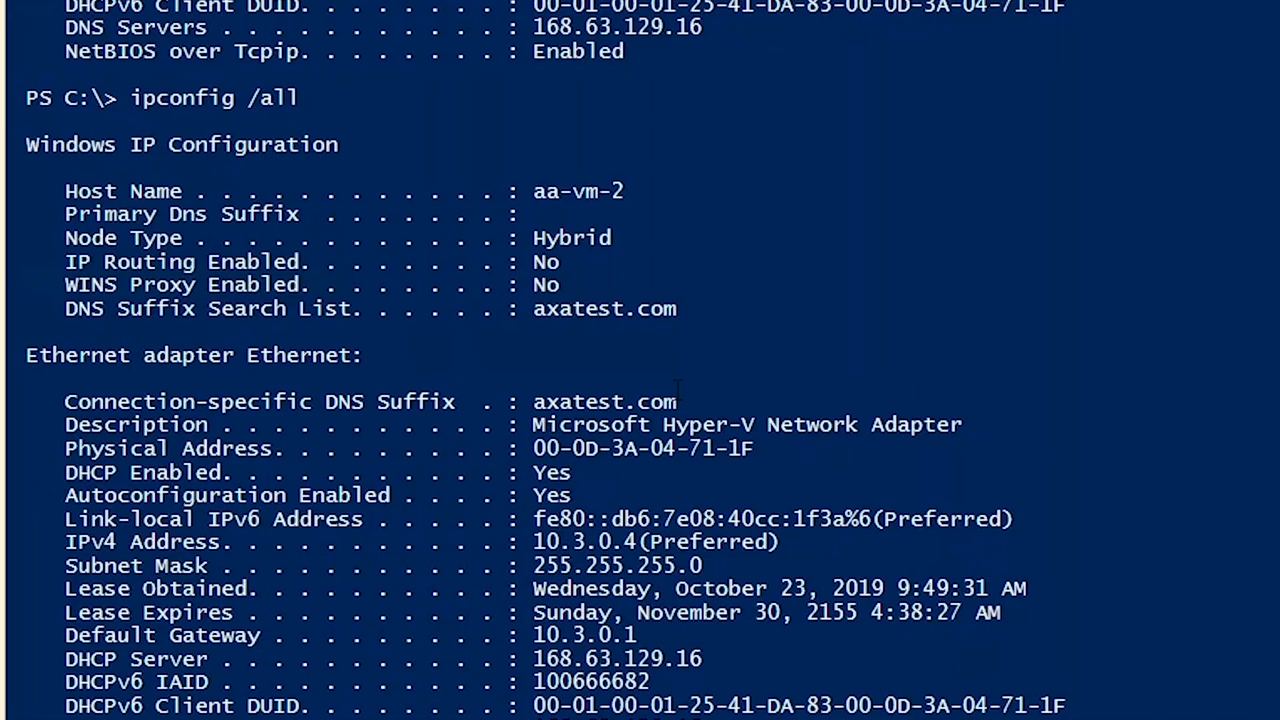 DHCPv6 Client DUID. . . . . . . . : 00-01-00-01-25-41-DA-83-00-0D-3A-04-71-1F
DNS Servers . . . . . . . . . . . : 168.63.129.16
NetBIOS over Tcpip. . . . . . . . : Enabled
PS C:\> ipconfig /all
Windows IP Configuration
Host Name . . . . . . . . . . . . : aa-vm-2
Primary Dns Suffix  . . . . . . . :
Node Type . . . . . . . . . . . . : Hybrid
IP Routing Enabled. . . . . . . . : No
WINS Proxy Enabled. . . . . . . . : No
DNS Suffix Search List. . . . . . : axatest.com
Ethernet adapter Ethernet:
Connection-specific DNS Suffix  . : axatest.com
Description . . . . . . . . . . . : Microsoft Hyper-V Network Adapter
Physical Address. . . . . . . . . : 00-0D-3A-04-71-1F
DHCP Enabled. . . . . . . . . . . : Yes
Autoconfiguration Enabled . . . . : Yes
Link-local IPv6 Address . . . . . : fe80::db6:7e08:40cc:1f3a%6(Preferred)
IPv4 Address. . . . . . . . . . . : 10.3.0.4(Preferred)
Subnet Mask . . . . . . . . . . . : 255.255.255.0
Lease Obtained. . . . . . . . . . : Wednesday, October 23, 2019 9:49:31 AM
Lease Expires . . . . . . . . . . : Sunday, November 30, 2155 4:38:27 AM
Default Gateway . . . . . . . . . : 10.3.0.1
DHCP Server . . . . . . . . . . . : 168.63.129.16
DHCPv6 IAID . . . . . . . . . . . : 100666682
DHCPv6 Client DUID. . . . . . . . : 00-01-00-01-25-41-DA-83-00-0D-3A-04-71-1F